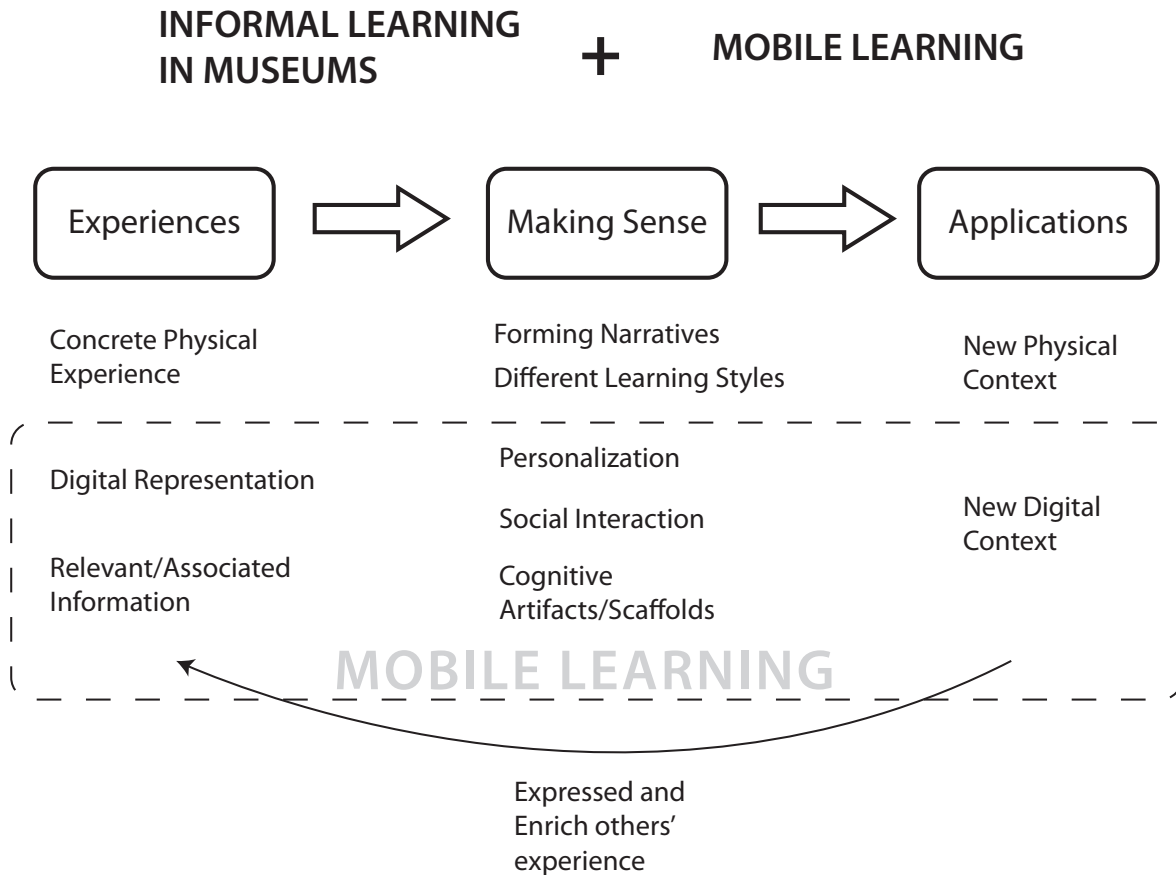 INFORMAL LEARNING
IN MUSEUMS
+
MOBILE LEARNING
Experiences
Making Sense
Applications
Concrete Physical
Experience
Forming Narratives
Different Learning Styles
New Physical
Context
Digital Representation
Relevant/Associated
Information
Personalization
Social Interaction
Cognitive
Artifacts/Scaffolds
New Digital
Context
MOBILE LEARNING
Expressed and
Enrich others’
experience